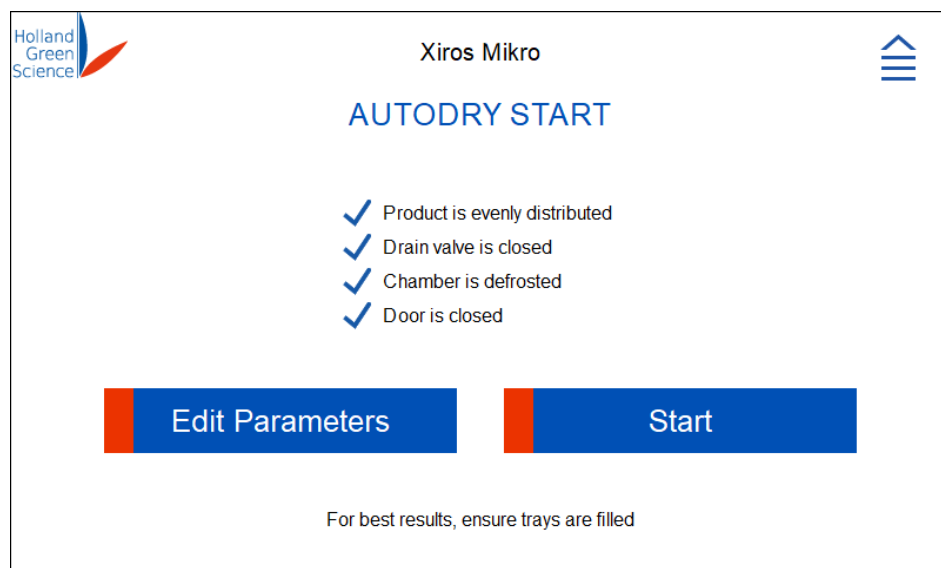 Holland
Green
Science
Xiros Mikro
AUTODRY START
Product is evenly distributed
Drain valve is closed
Chamber is defrosted
Door is closed
Edit Parameters
Start
For best results, ensure trays are filled